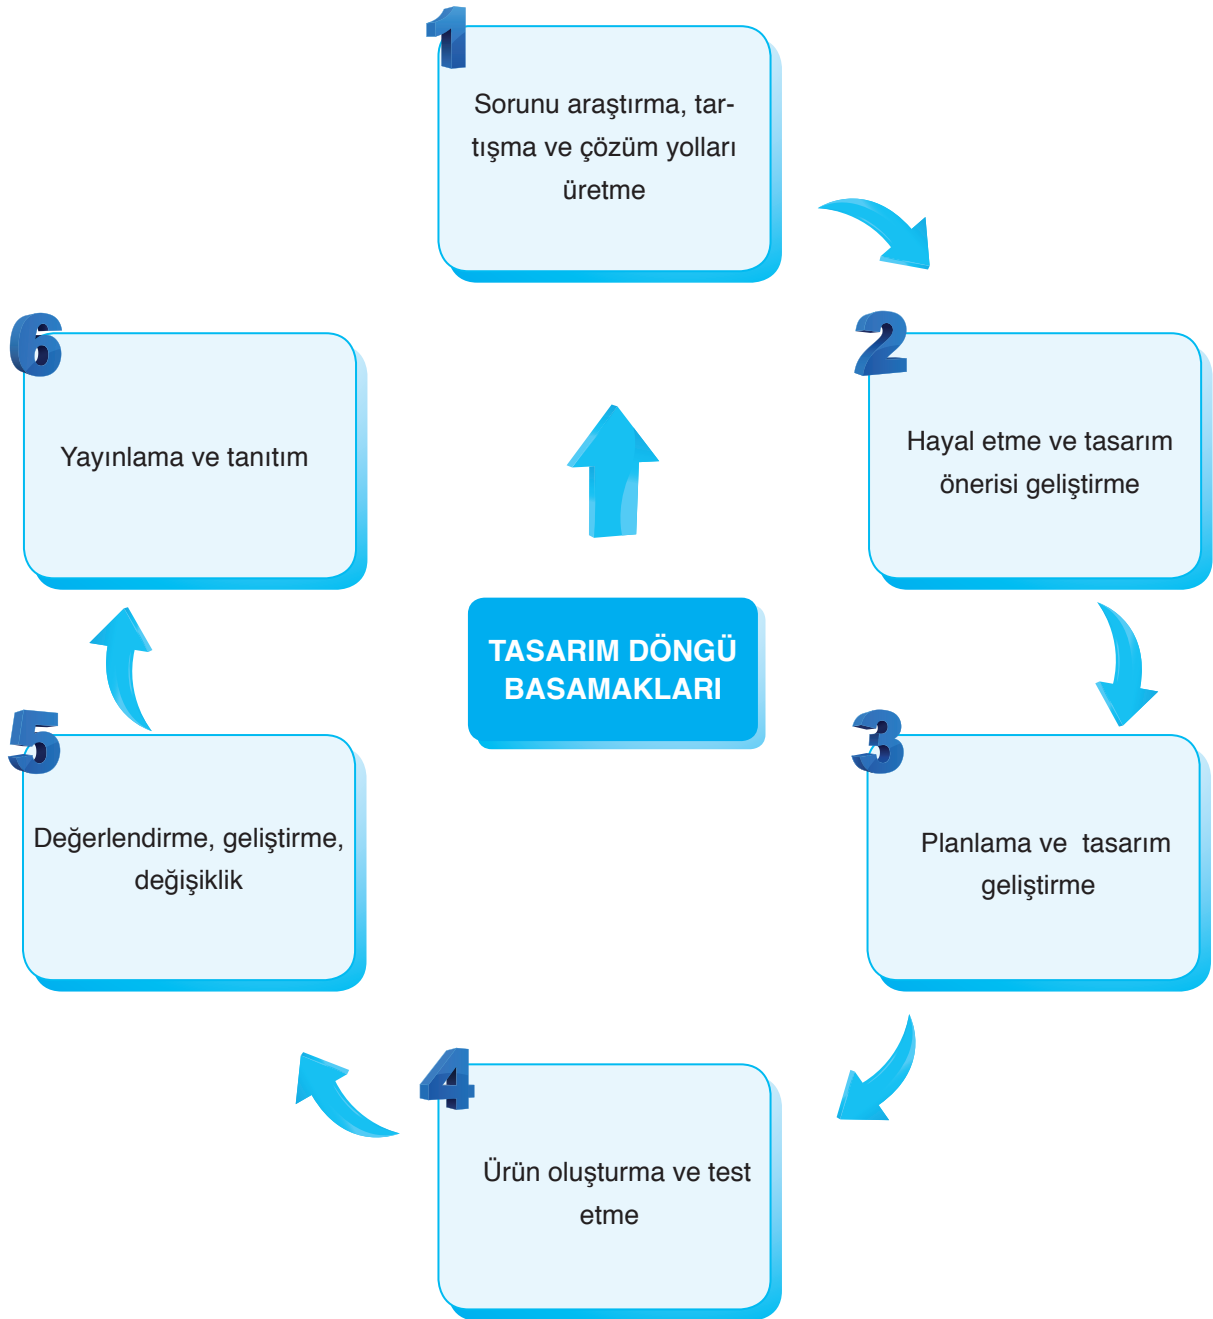 1
Sorunu araştırma, tar-
tışma ve çözüm yolları
üretme
2
Hayal etme ve tasarım
önerisi geliştirme
3
Planlama ve tasarım
geliştirme
4
Ürün oluşturma ve test
etme
5
Değerlendirme, geliştirme,
değişiklik
6
Yayınlama ve tanıtım
TASARIM DÖNGÜ
BASAMAKLARI